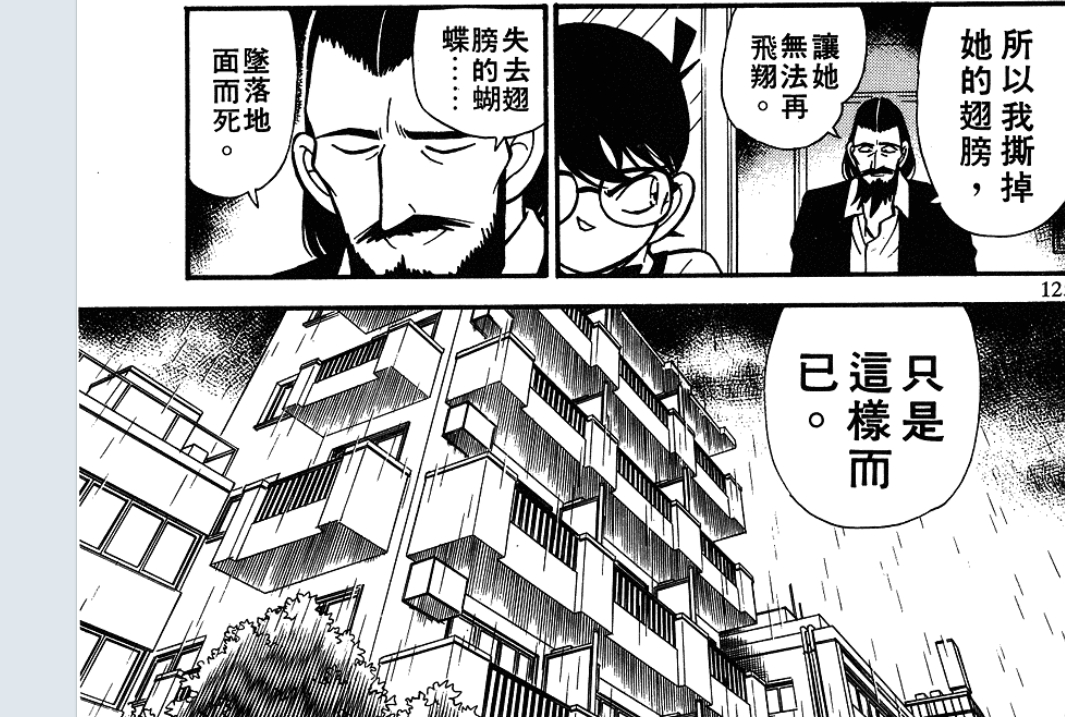 所以我撕掉
她的翅膀，
讓她
無法再
飛翔。
失去翅
膀的蝴
蝶……
墜落地
面而死。
12
只是
這樣而
已。